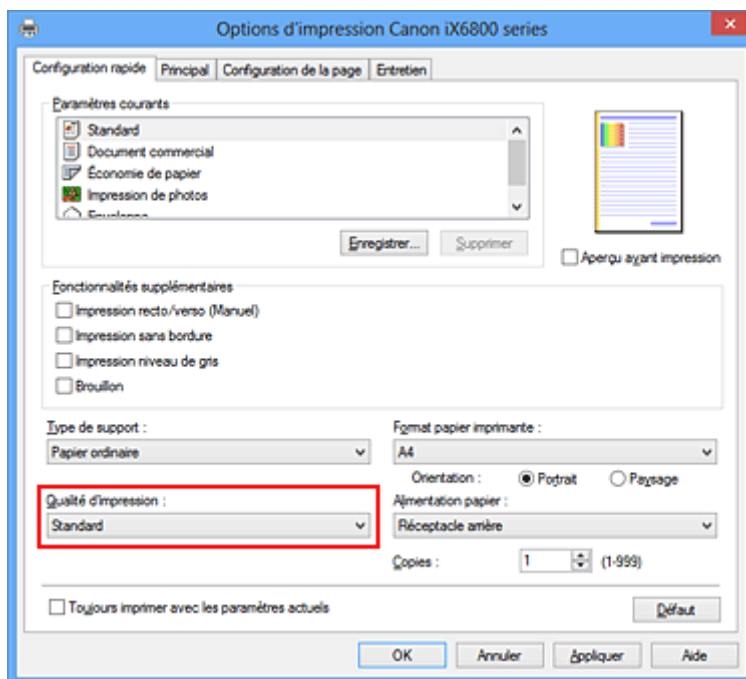 Options d'impression Canon iX6800 series
Configuration rapide Principal Configuration de la page Entretien
Paramètres courants
Standard
Document commercial
Économie de papier
Impression de photos
Enregistrer... Supprimer
Aperçu avant impression
Fonctionnalités supplémentaires
Impression recto/verso (Manuel)
Impression sans bordure
Impression niveau de gris
Brouillon
Type de support : Format papier imprimante :
Papier ordinaire A4
Orientation : Portrait Paysage
Qualité d'impression : Alimentation papier :
Standard Réceptacle arrière
Copies : 1 (1-999)
Toujours imprimer avec les paramètres actuels Défaut
OK Annuler Appliquer Aide